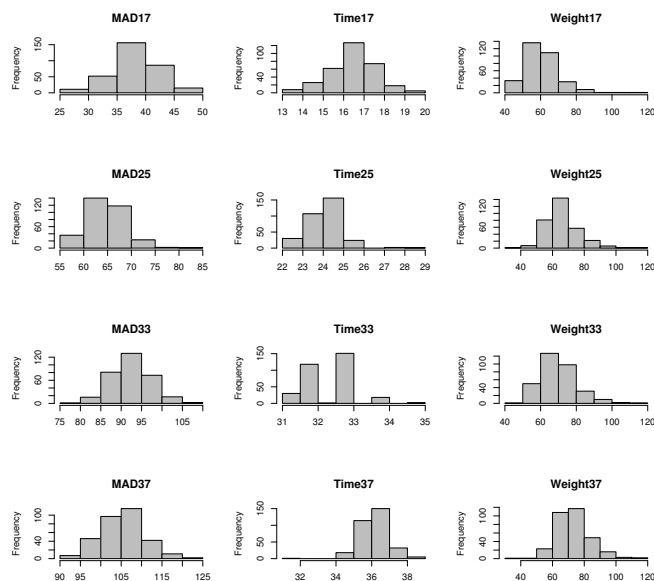 MAD17
Frequency
0 50 150
25 30 35 40 45 50
Time17
Frequency
0 40 100
13 14 15 16 17 18 19 20
Weight17
Frequency
0 60 120
40 60 80 100 120
MAD25
Frequency
0 60 120
55 60 65 70 75 80 85
Time25
Frequency
0 50 150
22 23 24 25 26 27 28 29
Weight25
Frequency
0 60 120
40 60 80 100 120
MAD33
Frequency
0 40 100
75 80 85 90 95 105
Time33
Frequency
0 50 150
31 32 33 34 35
Weight33
Frequency
0 60 120
40 60 80 100 120
MAD37
Frequency
0 40 100
90 95 105 115 125
Time37
Frequency
0 50 150
32 34 36 38
Weight37
Frequency
0 40 100
40 60 80 100 120